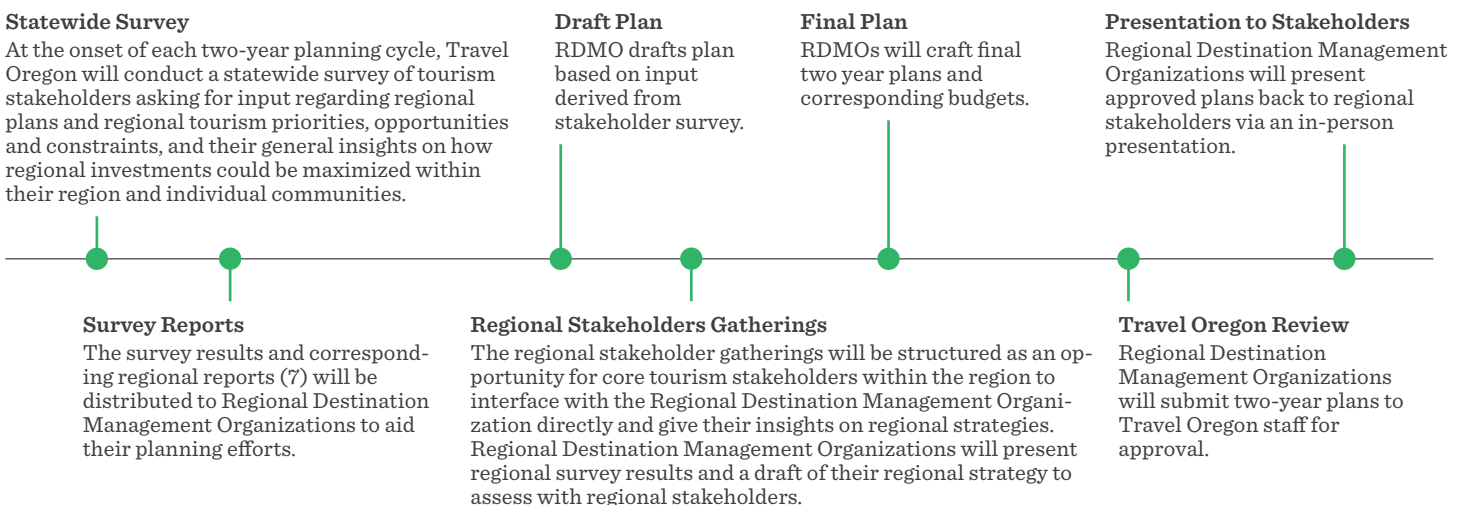 Statewide Survey
At the onset of each two-year planning cycle, Travel
Oregon will conduct a statewide survey of tourism
stakeholders asking for input regarding regional
plans and regional tourism priorities, opportunities
and constraints, and their general insights on how
regional investments could be maximized within
their region and individual communities.
Draft Plan
RDMO drafts plan
based on input
derived from
stakeholder survey.
Final Plan
RDMOs will craft final
two year plans and
corresponding budgets.
Presentation to Stakeholders
Regional Destination Management
Organizations will present
approved plans back to regional
stakeholders via an in-person
presentation.
Survey Reports
The survey results and correspond-
ing regional reports (7) will be
distributed to Regional Destination
Management Organizations to aid
their planning efforts.
Regional Stakeholders Gatherings
The regional stakeholder gatherings will be structured as an op-
portunity for core tourism stakeholders within the region to
interface with the Regional Destination Management Organi-
zation directly and give their insights on regional strategies.
Regional Destination Management Organizations will present
regional survey results and a draft of their regional strategy to
assess with regional stakeholders.
Travel Oregon Review
Regional Destination
Management Organizations
will submit two-year plans to
Travel Oregon staff for
approval.